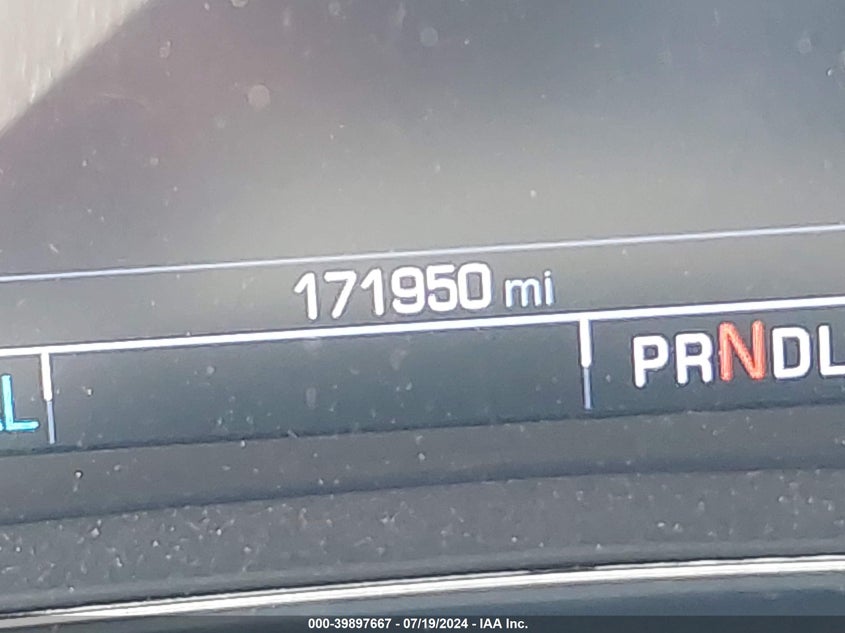 171950 mi
L PRNDL
000-39897667 - 07/19/2024 - IAA Inc.